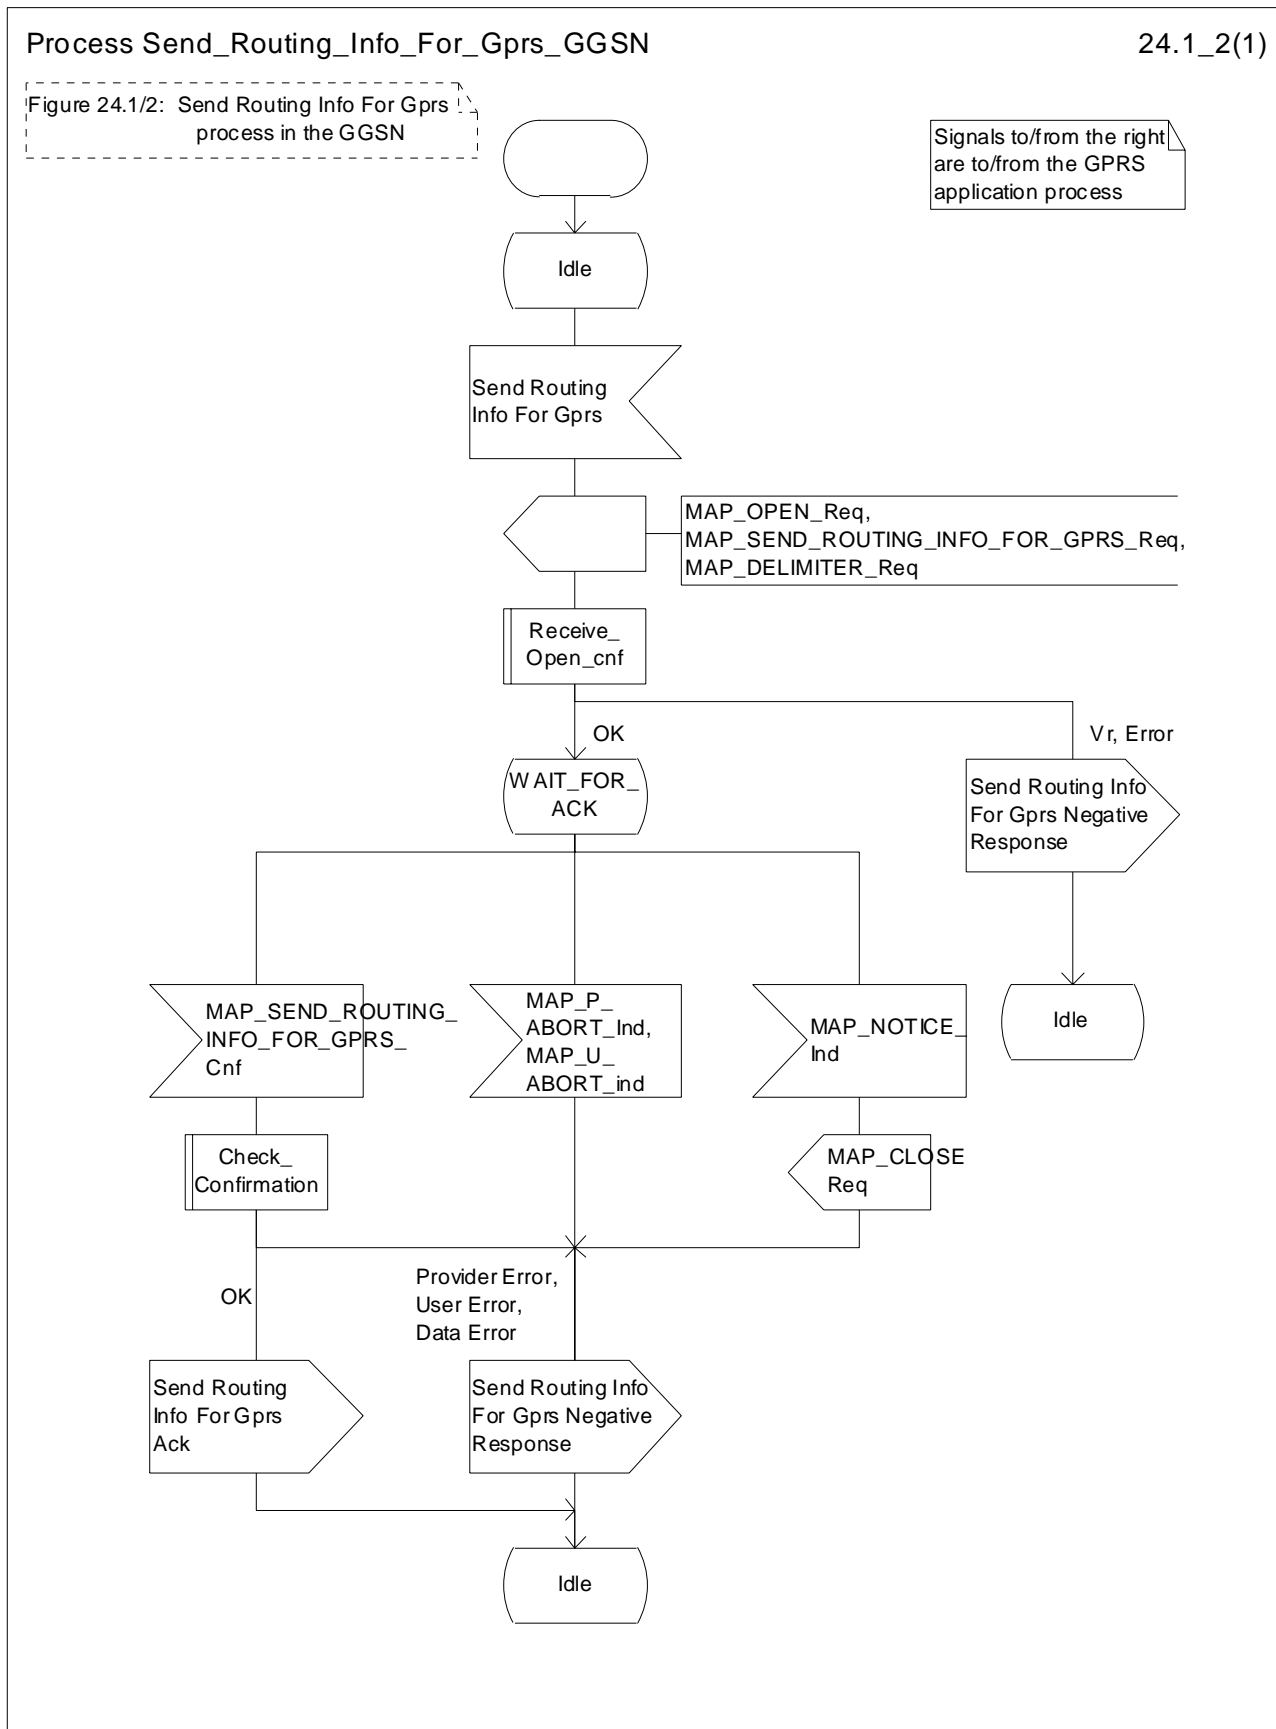 Process Send_Routing_Info_For_Gprs_GGSN
24.1_2(1)
Figure 24.1/2: Send Routing Info For Gprs
process in the GGSN
Signals to/from the right
are to/from the GPRS
application process
Idle
Send Routing
Info For Gprs
MAP_OPEN_Req,
MAP_SEND_ROUTING_INFO_FOR_GPRS_Req,
MAP_DELIMITER_Req
Receive_
Open_cnf
OK
Vr, Error
WAIT_FOR_
ACK
Send Routing Info
For Gprs Negative
Response
MAP_SEND_ROUTING_
INFO_FOR_GPRS_
Cnf
MAP_P_
ABORT_Ind,
MAP_U_
ABORT_ind
MAP_NOTICE_
Ind
Idle
Check_
Confirmation
MAP_CLOSE
Req
OK
Provider Error,
User Error,
Data Error
Send Routing
Info For Gprs
Ack
Send Routing Info
For Gprs Negative
Response
Idle